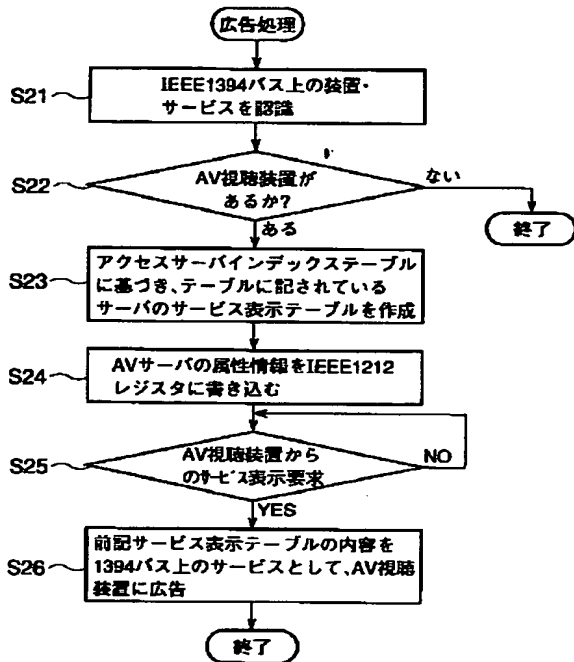 広告処理
S21
IEEE1394バス上の装置・
サービスを認識
S22
AV視聴装置が
あるか?
ない
終了
ある
S23
アクセスサーバインデックステーブル
に基づき、テーブルに記されている
サーバのサービス表示テーブルを作成
S24
AVサーバの属性情報をIEEE1212
レジスタに書き込む
S25
AV視聴装置から
のサービス表示要求
NO
YES
S26
前記サービス表示テーブルの内容を
1394バス上のサービスとして、AV視聴
装置に広告
終了